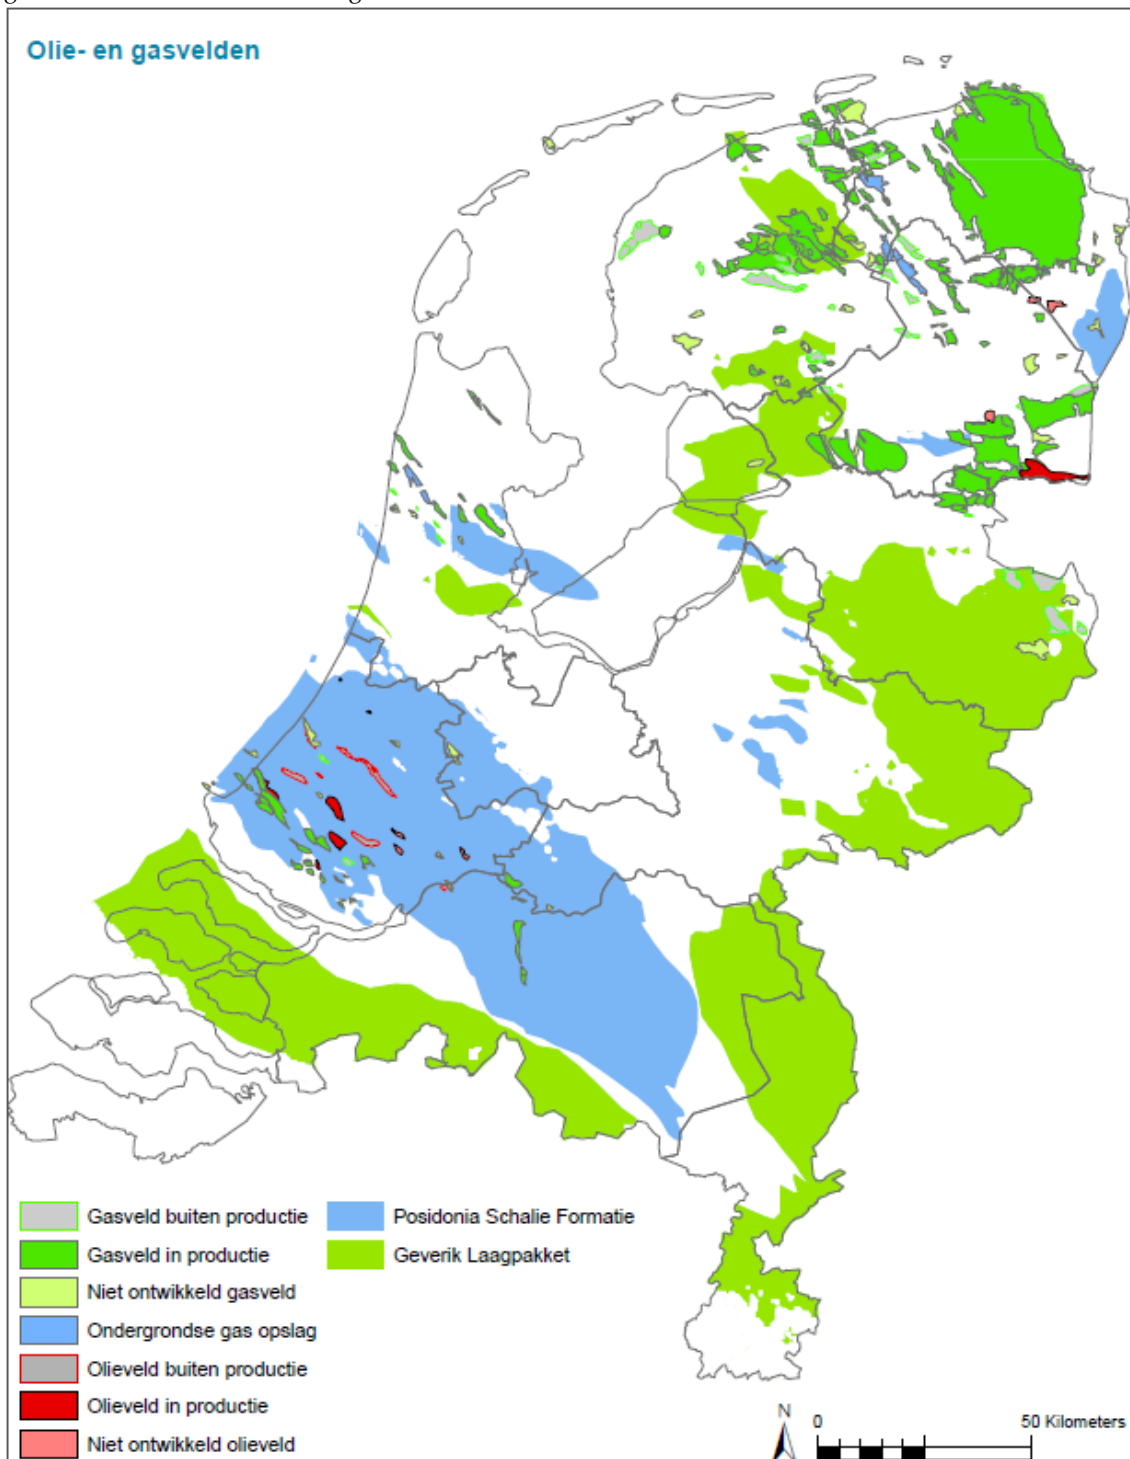 Olie- en gasvelden
Gasveld buiten productie
Gasveld in productie
Niet ontwikkeld gasveld
Ondergrondse gas opslag
Olieveld buiten productie
Olieveld in productie
Niet ontwikkeld olieveld
Posidonia Schalie Formatie
Geverik Laagpakket
N
0 50 Kilometers